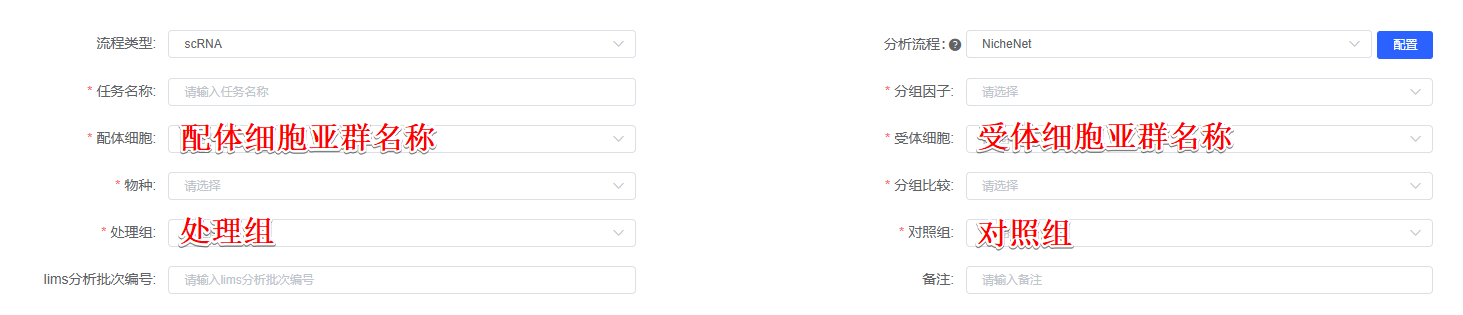 流程类型: scRNA
分析流程: ? NicheNet 配置
* 任务名称: 请输入任务名称
* 分组因子: 请选择
* 配体细胞: 配体细胞亚群名称
* 受体细胞: 受体细胞亚群名称
* 物种: 请选择
* 分组比较: 请选择
* 处理组: 处理组
* 对照组: 对照组
lims分析批次编号: 请输入lims分析批次编号
备注: 请输入备注